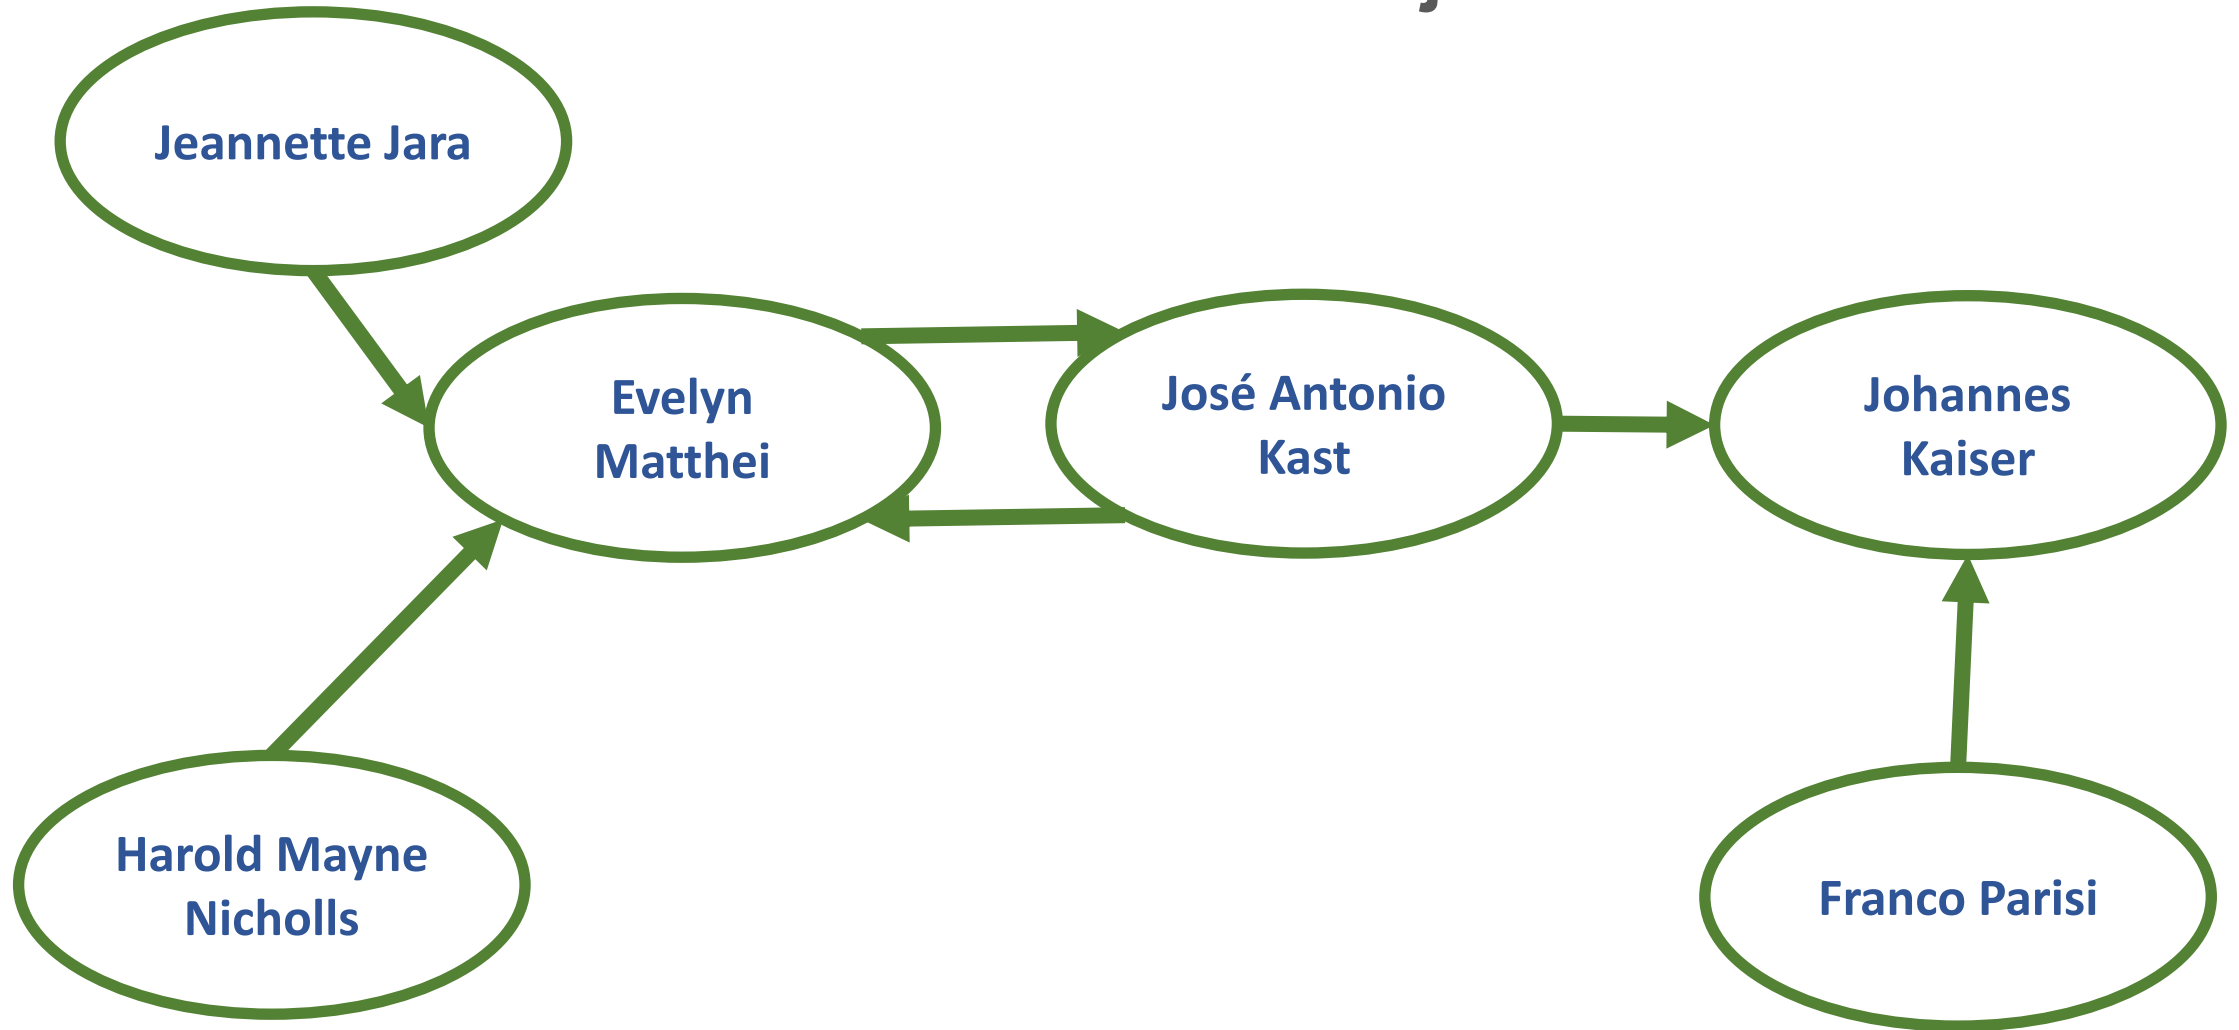 Jeannette Jara
Evelyn
Matthei
José Antonio
Kast
Johannes
Kaiser
Harold Mayne
Nicholls
Franco Parisi